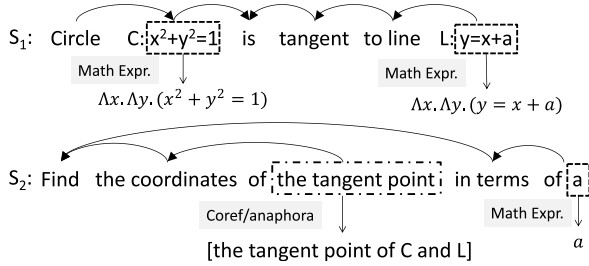 S₁: Circle C: x²+y²=1 is tangent to line L: y=x+a
Math Expr. Math Expr.
Λx.Λy.(x² + y² = 1) Λx.Λy.(y = x + a)
S₂: Find the coordinates of the tangent point in terms of a
Coref/anaphora Math Expr.
[the tangent point of C and L] a